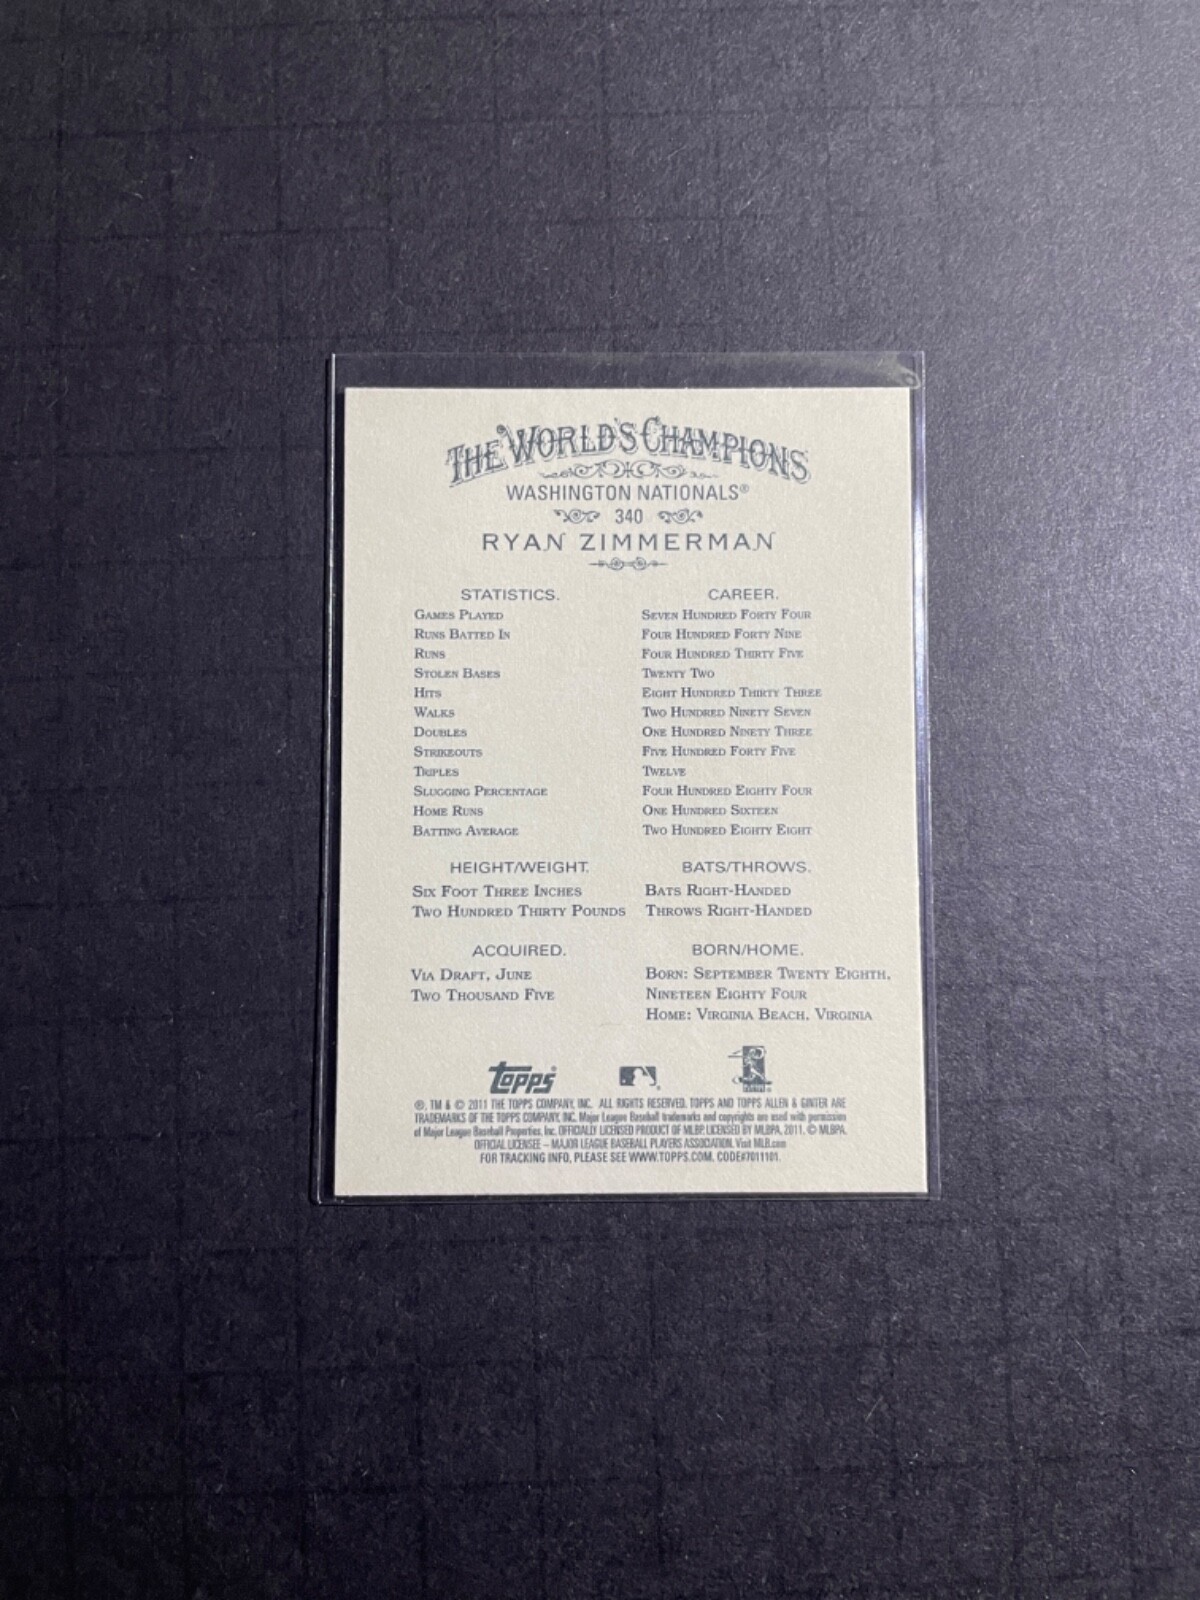 THE WORLD'S CHAMPIONS
WASHINGTON NATIONALS®
340
RYAN ZIMMERMAN
STATISTICS. CAREER.
GAMES PLAYED SEVEN HUNDRED FORTY FOUR
RUNS BATTED IN FOUR HUNDRED FORTY NINE
RUNS FOUR HUNDRED THIRTY FIVE
STOLEN BASES TWENTY TWO
HITS EIGHT HUNDRED THIRTY THREE
WALKS TWO HUNDRED NINETY SEVEN
DOUBLES ONE HUNDRED NINETY THREE
STRIKEOUTS FIVE HUNDRED FORTY FIVE
TRIPLES TWELVE
SLUGGING PERCENTAGE FOUR HUNDRED EIGHTY FOUR
HOME RUNS ONE HUNDRED SIXTEEN
BATTING AVERAGE TWO HUNDRED EIGHTY EIGHT
HEIGHT/WEIGHT. BATS/THROWS.
SIX FOOT THREE INCHES BATS RIGHT-HANDED
TWO HUNDRED THIRTY POUNDS THROWS RIGHT-HANDED
ACQUIRED. BORN/HOME.
VIA DRAFT, JUNE BORN: SEPTEMBER TWENTY EIGHTH,
TWO THOUSAND FIVE NINETEEN EIGHTY FOUR
HOME: VIRGINIA BEACH, VIRGINIA
Topps®
®, TM & © 2011 THE TOPPS COMPANY, INC. ALL RIGHTS RESERVED. TOPPS AND TOPPS ALLEN & GINTER ARE
TRADEMARKS OF THE TOPPS COMPANY, INC. Major League Baseball trademarks and copyrights are used with permission
of Major League Baseball Properties, Inc. OFFICIALLY LICENSED PRODUCT OF MLBP. LICENSED BY MLBPA, 2011. © MLBPA.
OFFICIAL LICENSEE – MAJOR LEAGUE BASEBALL PLAYERS ASSOCIATION. Visit MLB.com
FOR TRACKING INFO, PLEASE SEE WWW.TOPPS.COM. CODE#7011101.